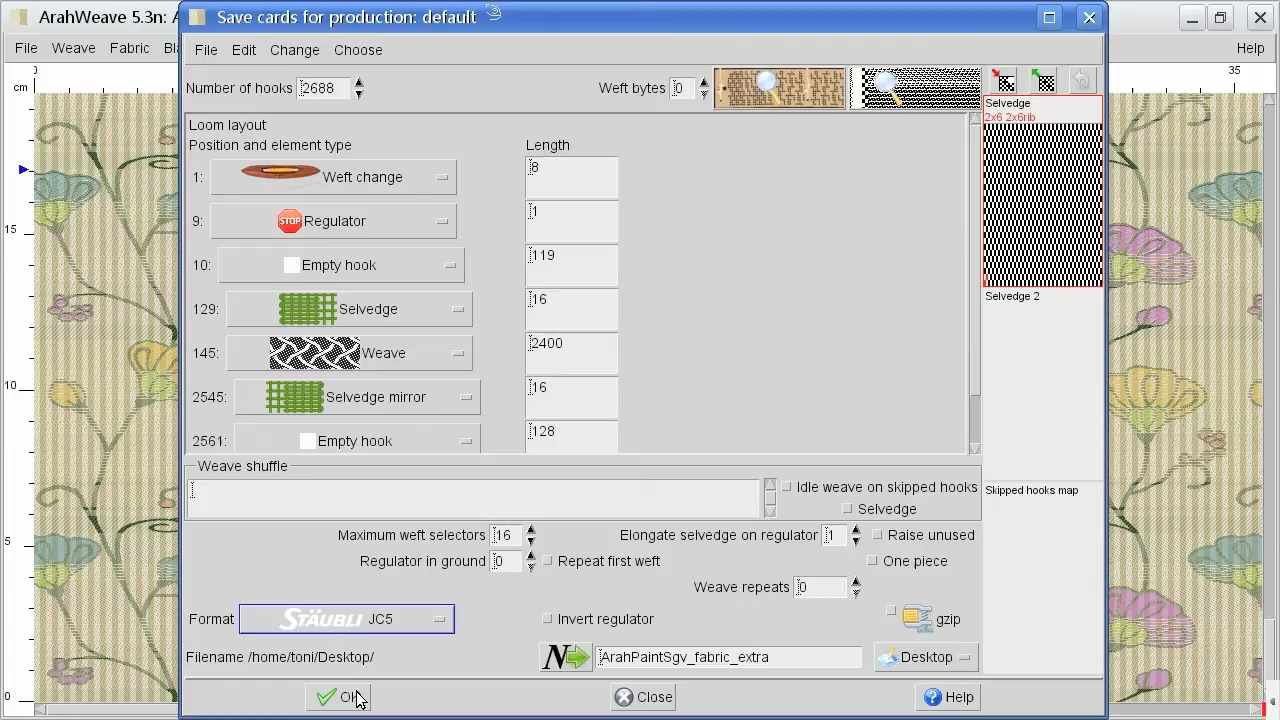 ArahWeave 5.3n:
Save cards for production: default
File Weave Fabric
Help
File Edit Change Choose
Number of hooks 2688
Weft bytes 0
cm
0
35
15
10
5
0
Loom layout
Position and element type Length
1: Weft change 8
9: STOP Regulator 1
10: Empty hook 119
129: Selvedge 16
145: Weave 2400
2545: Selvedge mirror 16
2561: Empty hook 128
Selvedge
2x6 2x6rib
Selvedge 2
Skipped hooks map
Weave shuffle
Idle weave on skipped hooks
Selvedge
Maximum weft selectors 16 Elongate selvedge on regulator 1 Raise unused
Regulator in ground 0 Repeat first weft One piece
Weave repeats 0
Format STÄUBLI JC5 Invert regulator gzip
Filename /home/toni/Desktop/ N ArahPaintSgv_fabric_extra Desktop
OK Close Help